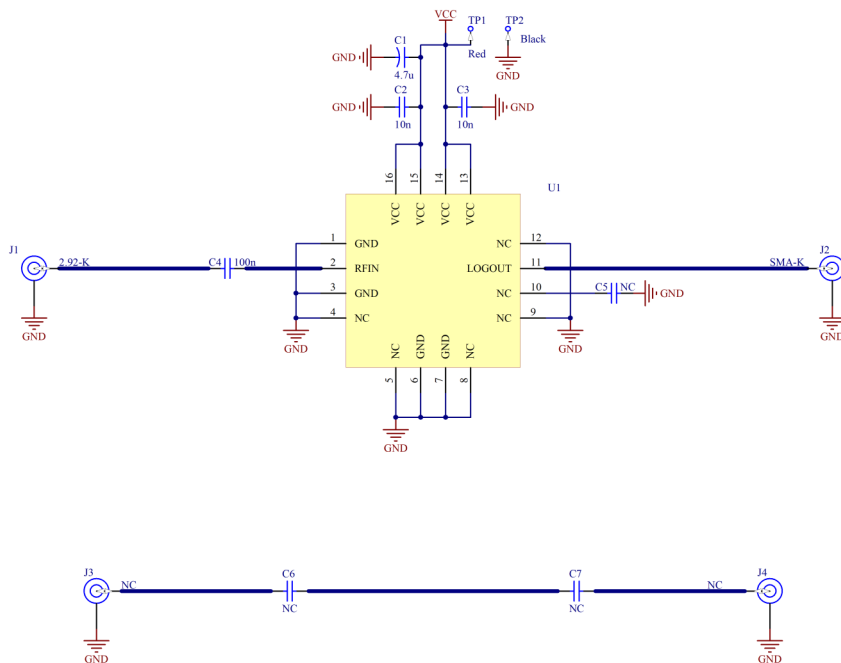 VCC
TP1 TP2
C1 Black
GND Red
4.7u GND
C2 C3
GND GND
10n 10n
16 15 14 13
U1
VCC VCC VCC VCC
1 GND NC 12
J1 J2
2.92-K C4 100n 2 RFIN LOGOUT 11 SMA-K
3 GND NC 10 C5 NC GND
4 NC NC 9
GND GND GND GND
NC GND GND NC
5 6 7 8
GND
J3 C6 C7 J4
NC NC
NC NC
GND GND